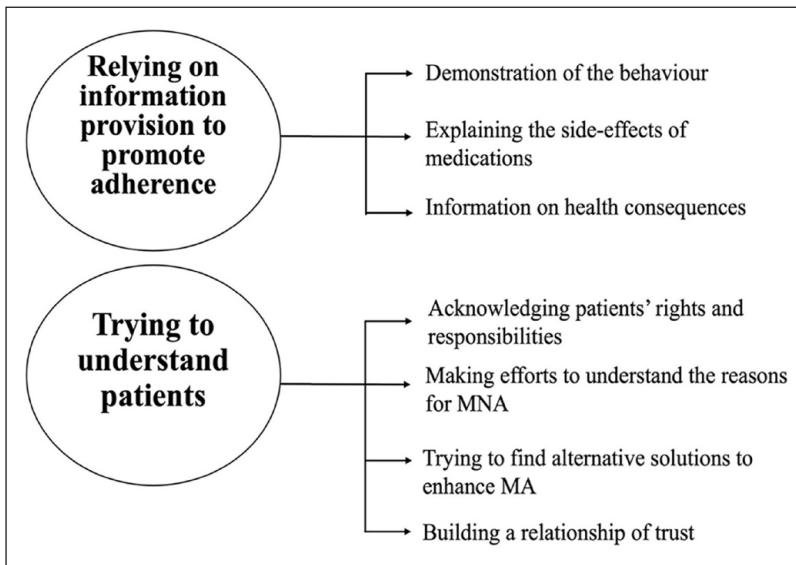 Relying on
information
provision to
promote
adherence
Demonstration of the behaviour
Explaining the side-effects of
medications
Information on health consequences
Trying to
understand
patients
Acknowledging patients’ rights and
responsibilities
Making efforts to understand the reasons
for MNA
Trying to find alternative solutions to
enhance MA
Building a relationship of trust